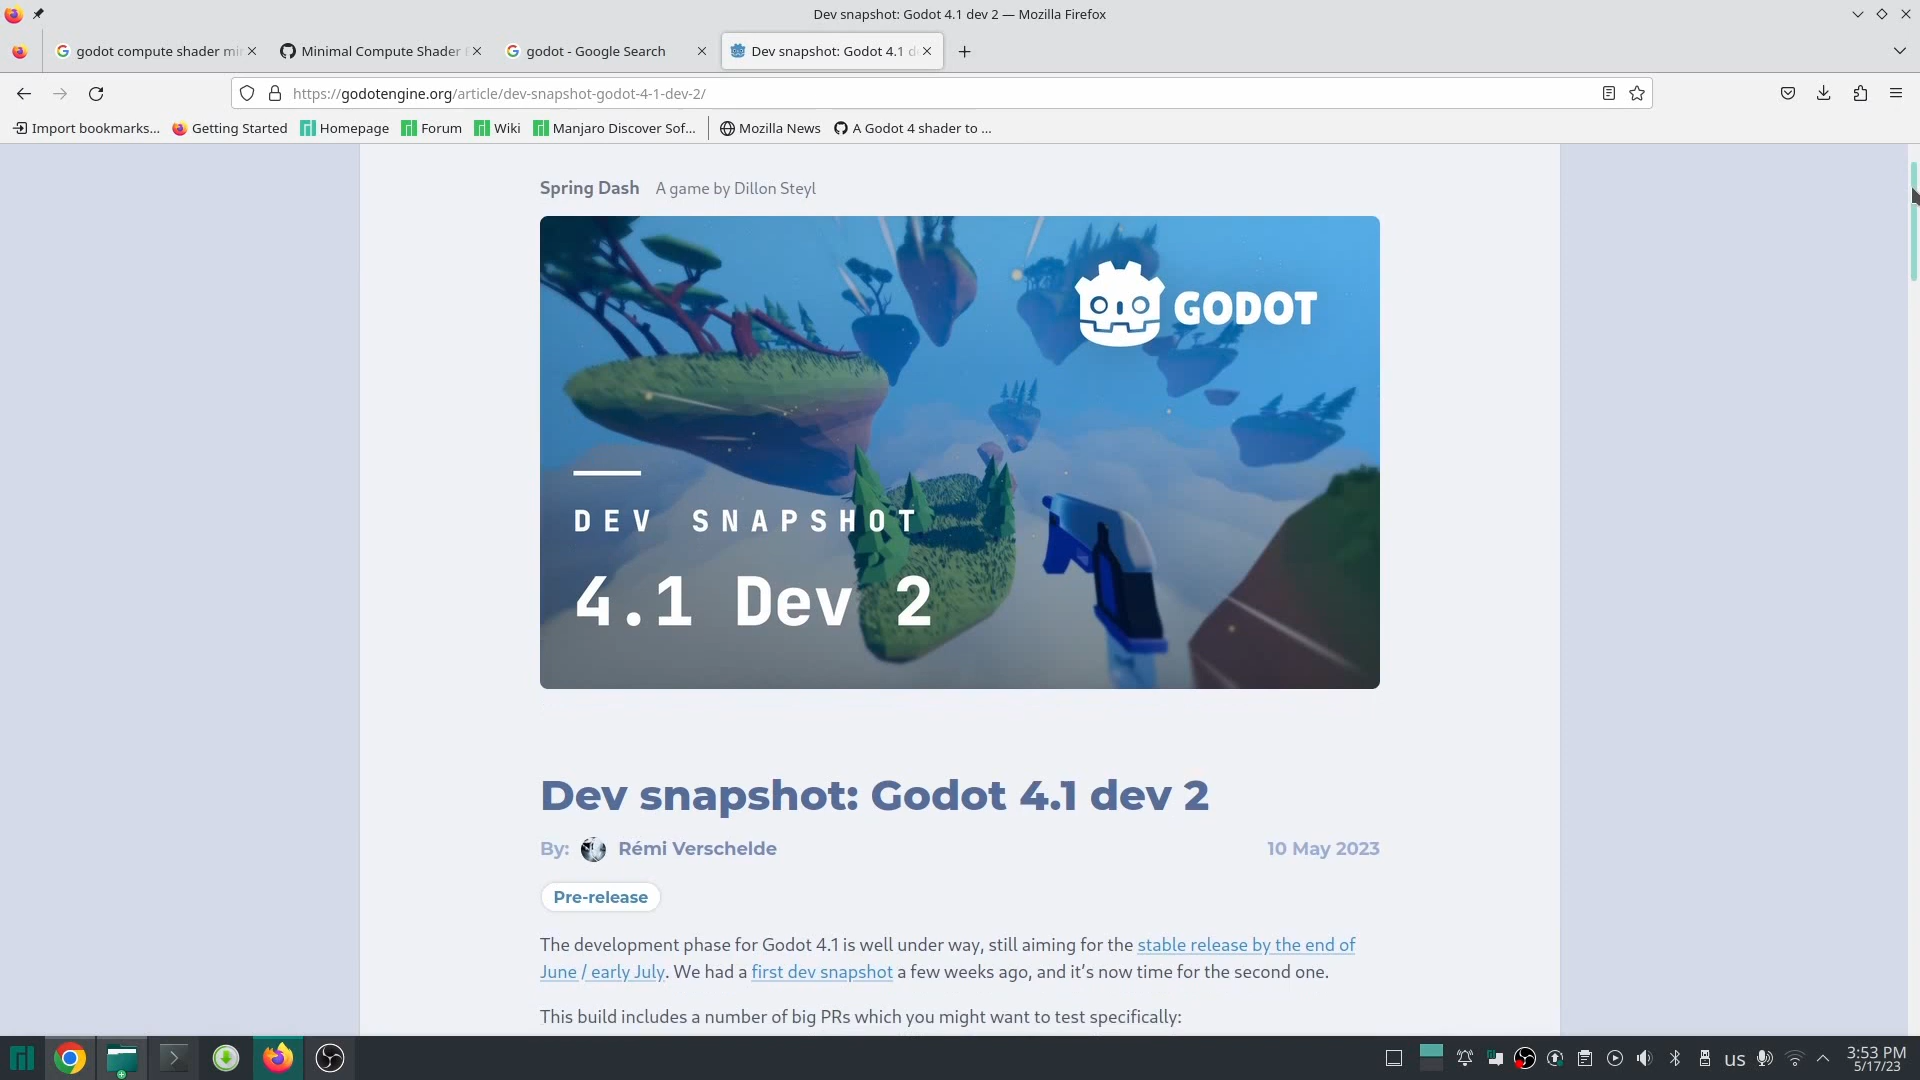 Dev snapshot: Godot 4.1 dev 2 — Mozilla Firefox
godot compute shader mi
Minimal Compute Shader
godot - Google Search
Dev snapshot: Godot 4.1 d
https://godotengine.org/article/dev-snapshot-godot-4-1-dev-2/
Import bookmarks... Getting Started Homepage Forum Wiki Manjaro Discover Sof... Mozilla News A Godot 4 shader to ...
Spring Dash A game by Dillon Steyl
GODOT
DEV SNAPSHOT
4.1 Dev 2
Dev snapshot: Godot 4.1 dev 2
By: Rémi Verschelde 10 May 2023
Pre-release
The development phase for Godot 4.1 is well under way, still aiming for the stable release by the end of
June / early July. We had a first dev snapshot a few weeks ago, and it’s now time for the second one.
This build includes a number of big PRs which you might want to test specifically:
us
3:53 PM
5/17/23